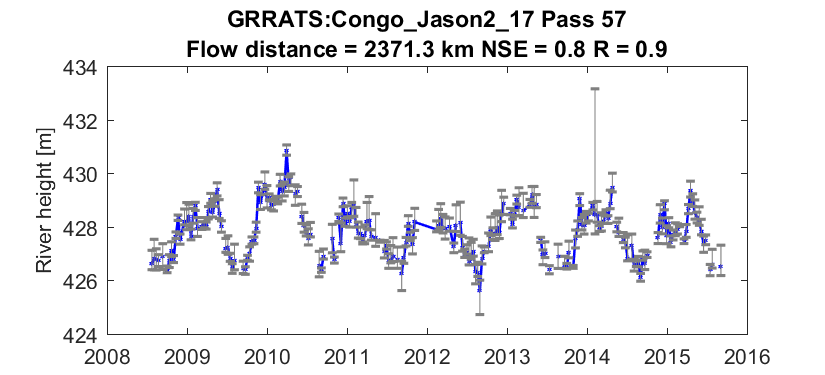 GRRATS:Congo_Jason2_17 Pass 57
Flow distance = 2371.3 km NSE = 0.8 R = 0.9
River height [m]
434
432
430
428
426
424
2008 2009 2010 2011 2012 2013 2014 2015 2016